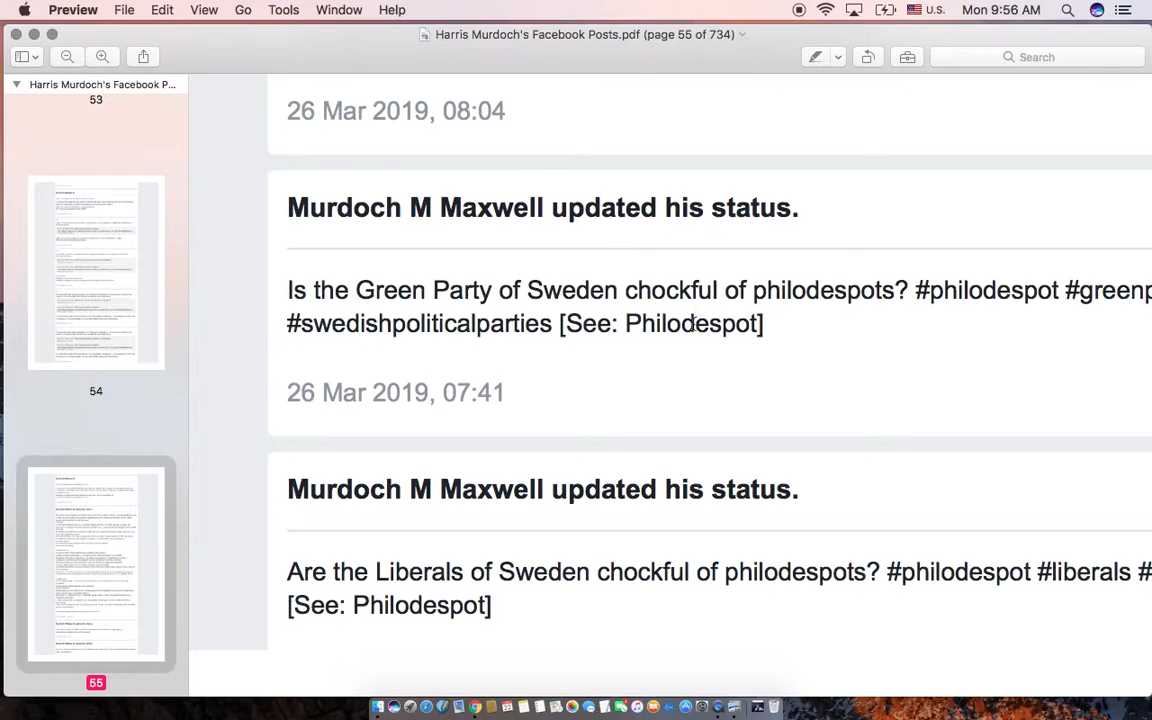 Preview File Edit View Go Tools Window Help U.S. Mon 9:56 AM
Harris Murdoch's Facebook Posts.pdf (page 55 of 734)
Search
Harris Murdoch's Facebook P...
53
54
55
26 Mar 2019, 08:04
Murdoch M Maxwell updated his status.
Is the Green Party of Sweden chockful of philodespots? #philodespot #greenp
#swedishpoliticalparties [See: Philodespot]
26 Mar 2019, 07:41
Murdoch M Maxwell updated his status.
Are the Liberals of Sweden chockful of philodespots? #philodespot #liberals #
[See: Philodespot]